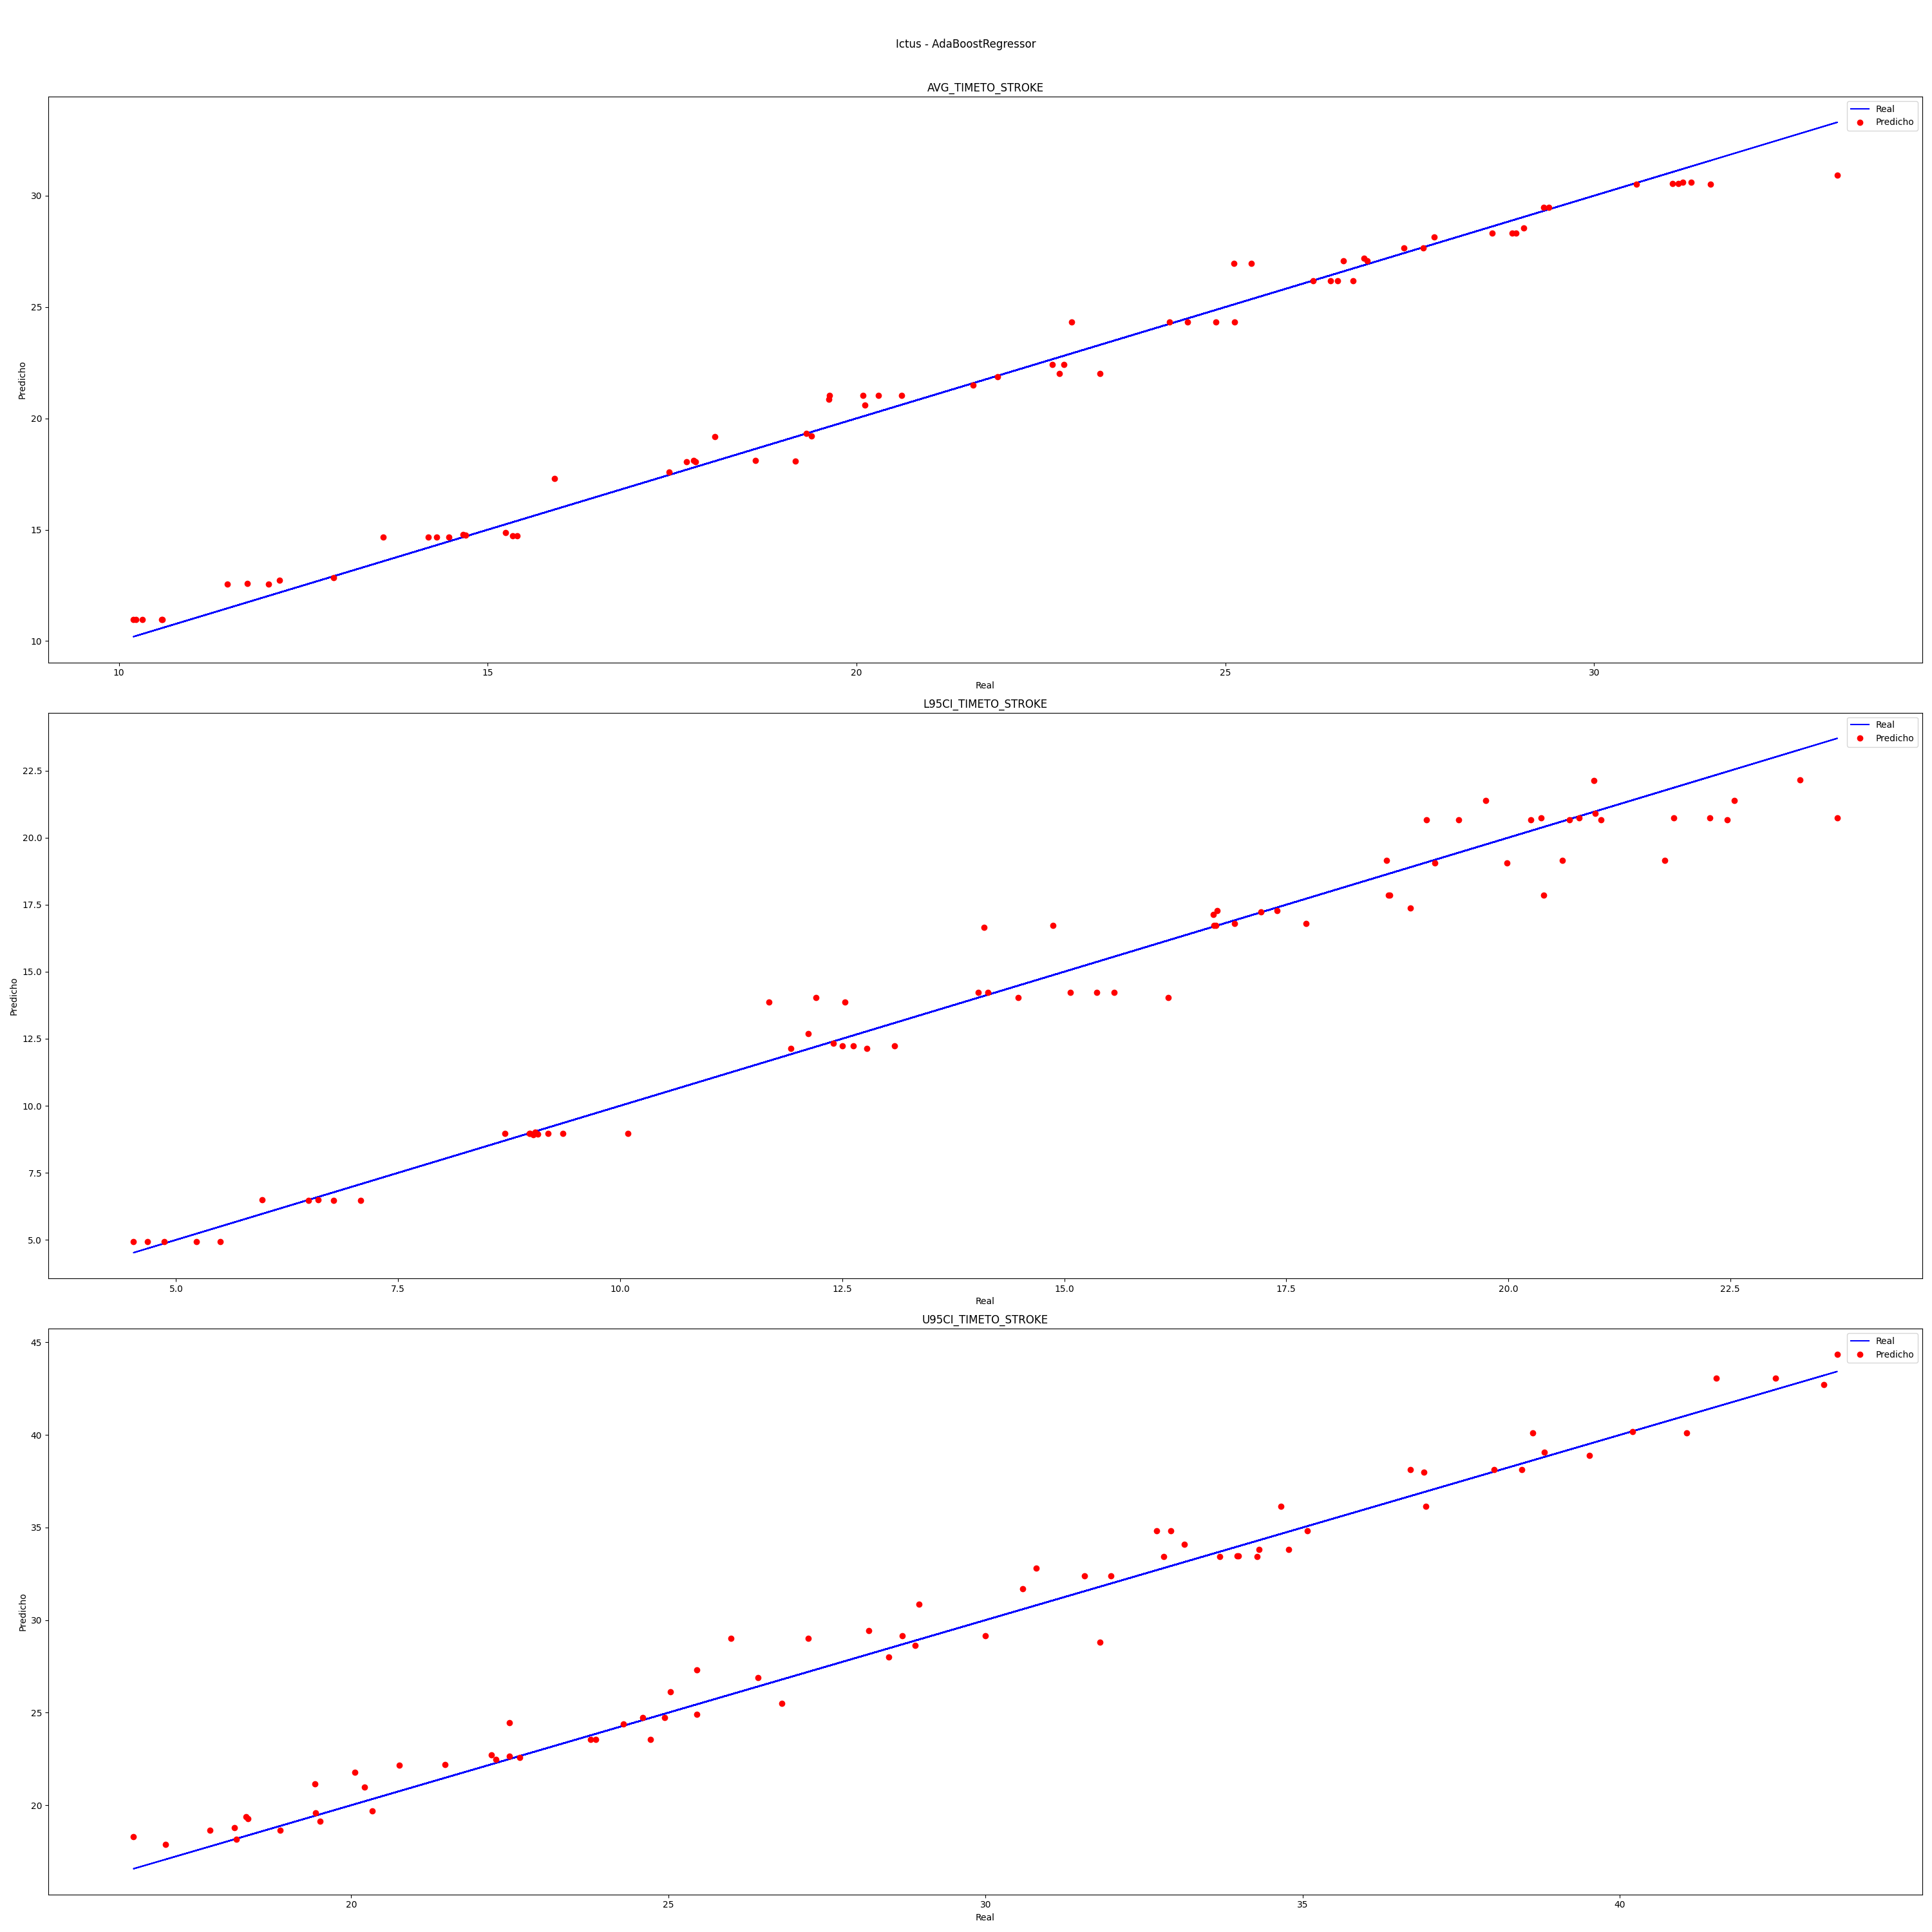 Ictus - AdaBoostRegressor
AVG_TIMETO_STROKE
Real
Predicho
Predicho
30
25
20
15
10
10 15 20 25 30
Real
L95CI_TIMETO_STROKE
Real
Predicho
Predicho
22.5
20.0
17.5
15.0
12.5
10.0
7.5
5.0
5.0 7.5 10.0 12.5 15.0 17.5 20.0 22.5
Real
U95CI_TIMETO_STROKE
Real
Predicho
Predicho
45
40
35
30
25
20
20 25 30 35 40
Real